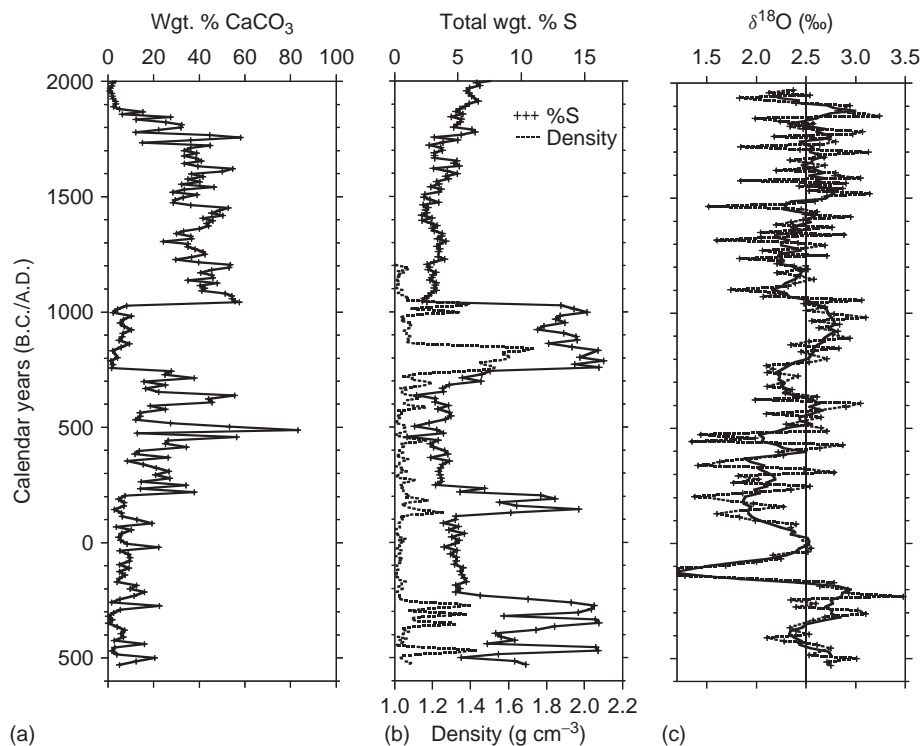 Wgt. % CaCO3
0 20 40 60 80 100
Total wgt. % S
0 5 10 15
δ18O (‰)
1.5 2.0 2.5 3.0 3.5
Calendar years (B.C./A.D.)
2000
1500
1000
500
0
500
+++ %S
Density
1.0 1.2 1.4 1.6 1.8 2.0 2.2
Density (g cm−3)
(a)
(b)
(c)